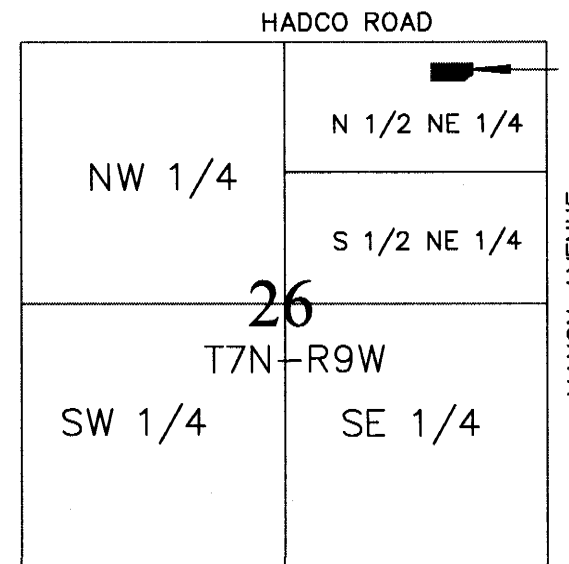 HADCO ROAD
N 1/2 NE 1/4
NW 1/4
S 1/2 NE 1/4
26
T7N-R9W
SW 1/4
SE 1/4
AVENUE